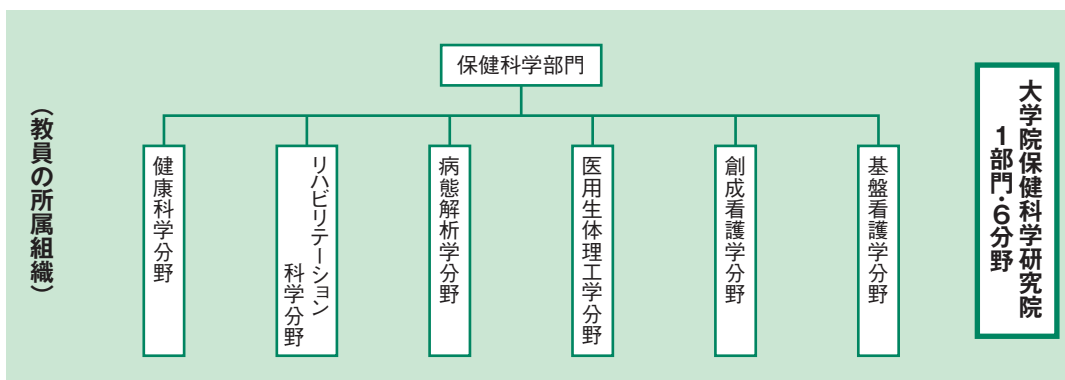 大学院保健科学研究院
1部門・6分野
保健科学部門
基盤看護学分野
創成看護学分野
医用生体理工学分野
病態解析学分野
リハビリテーション
科学分野
健康科学分野
（教員の所属組織）